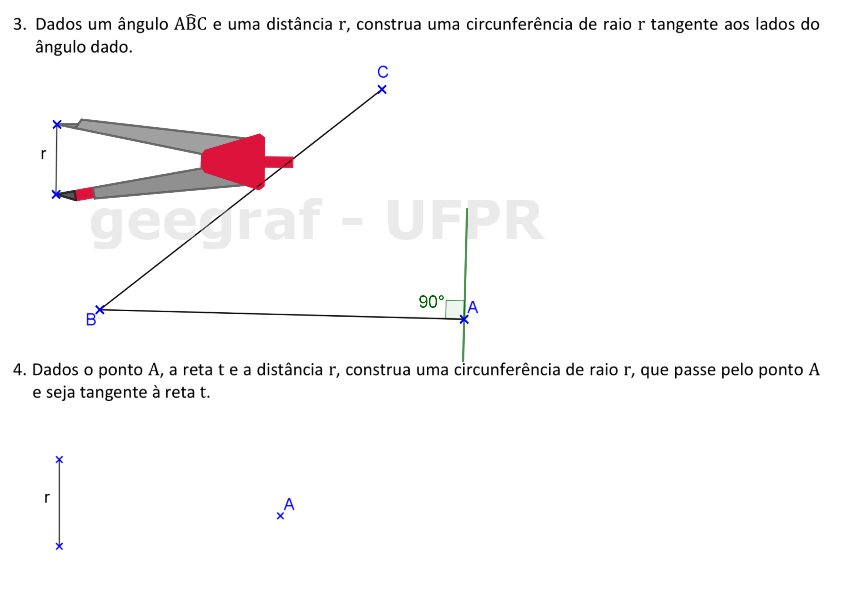 3. Dados um ângulo AB̂C e uma distância r, construa uma circunferência de raio r tangente aos lados do
ângulo dado.
C
r
geegraf - UFPR
90°
A
B
4. Dados o ponto A, a reta t e a distância r, construa uma circunferência de raio r, que passe pelo ponto A
e seja tangente à reta t.
r
A